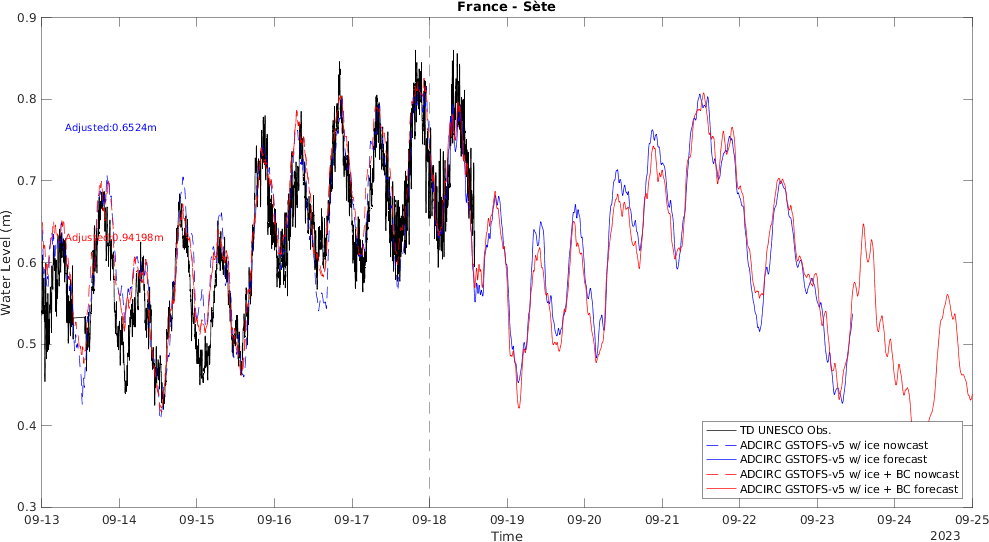 France - Sète
0.9
0.8
0.7
0.6
0.5
0.4
0.3
Water Level (m)
Adjusted:0.6524m
Adjusted:0.94198m
TD UNESCO Obs.
ADCIRC GSTOFS-v5 w/ ice nowcast
ADCIRC GSTOFS-v5 w/ ice forecast
ADCIRC GSTOFS-v5 w/ ice + BC nowcast
ADCIRC GSTOFS-v5 w/ ice + BC forecast
09-13 09-14 09-15 09-16 09-17 09-18 09-19 09-20 09-21 09-22 09-23 09-24 09-25
Time
2023